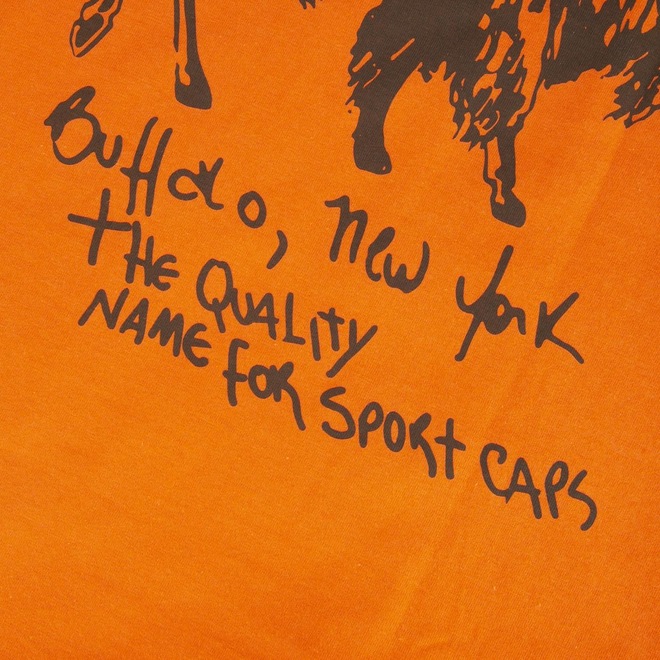 Buffalo, New York
THE QUALITY
NAME FOR SPORT CAPS